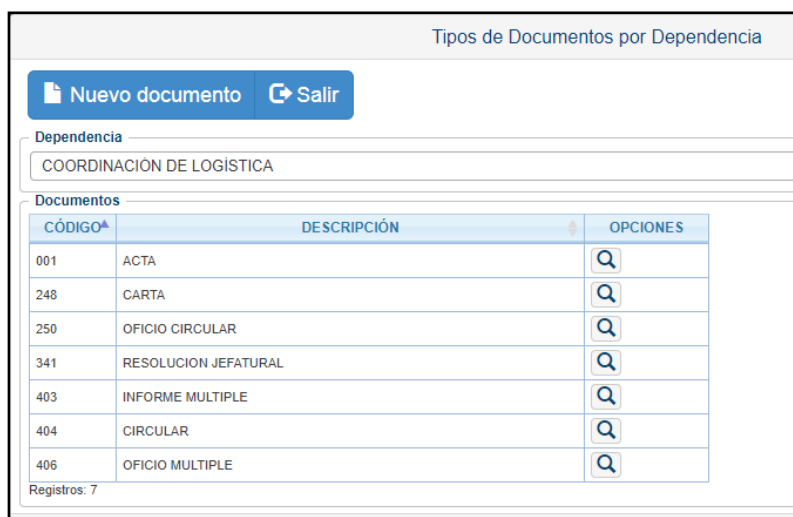 Tipos de Documentos por Dependencia
Nuevo documento Salir
Dependencia
COORDINACIÓN DE LOGÍSTICA
Documentos
CÓDIGO DESCRIPCIÓN OPCIONES
001 ACTA
248 CARTA
250 OFICIO CIRCULAR
341 RESOLUCION JEFATURAL
403 INFORME MULTIPLE
404 CIRCULAR
406 OFICIO MULTIPLE
Registros: 7